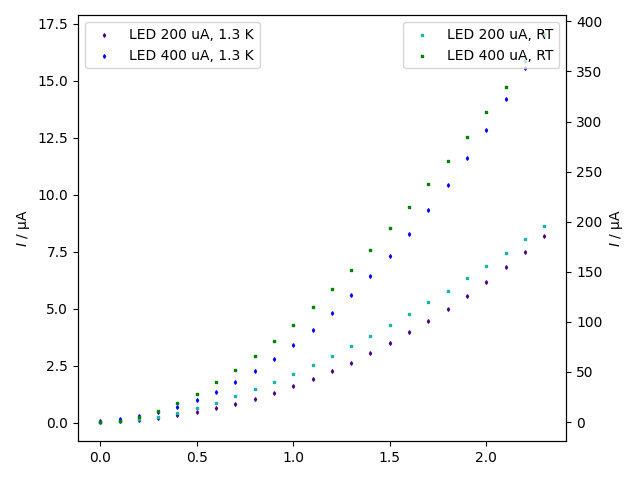 LED 200 uA, 1.3 K
LED 400 uA, 1.3 K
LED 200 uA, RT
LED 400 uA, RT
17.5
15.0
12.5
10.0
7.5
5.0
2.5
0.0
I / µA
400
350
300
250
200
150
100
50
0
I / µA
0.0 0.5 1.0 1.5 2.0